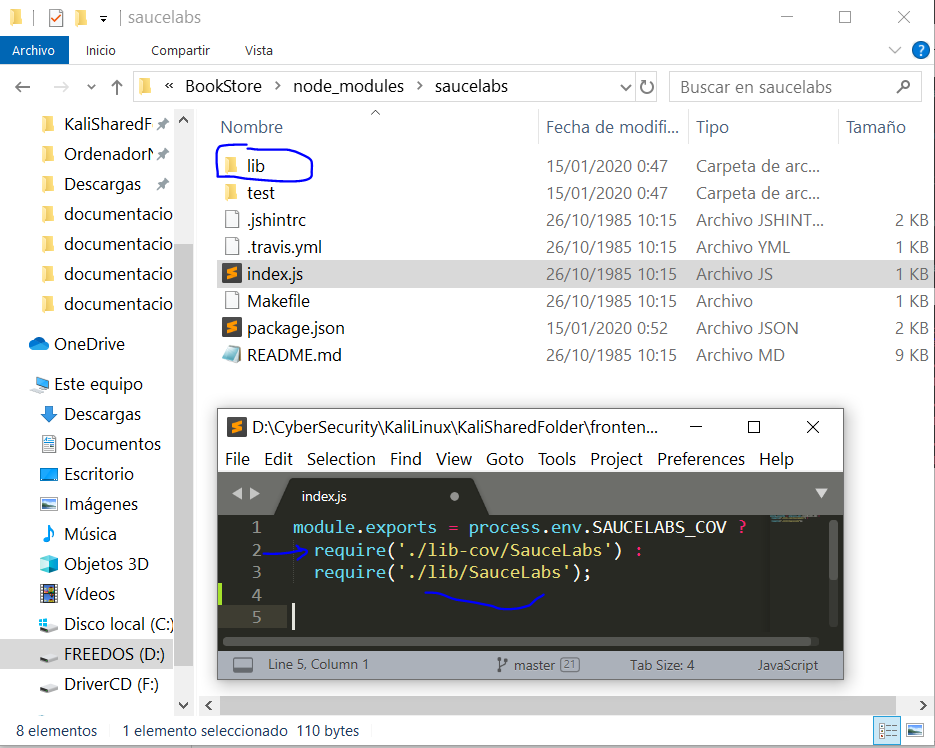 saucelabs
Archivo Inicio Compartir Vista
« BookStore > node_modules > saucelabs
Buscar en saucelabs
Nombre Fecha de modifi... Tipo Tamaño
lib 15/01/2020 0:47 Carpeta de arc...
test 15/01/2020 0:47 Carpeta de arc...
.jshintrc 26/10/1985 10:15 Archivo JSHINT... 2 KB
.travis.yml 26/10/1985 10:15 Archivo YML 1 KB
index.js 26/10/1985 10:15 Archivo JS 1 KB
Makefile 26/10/1985 10:15 Archivo 1 KB
package.json 15/01/2020 0:52 Archivo JSON 2 KB
README.md 26/10/1985 10:15 Archivo MD 9 KB
KaliSharedF
OrdenadorN
Descargas
documentacio
documentacio
documentacio
documentacio
OneDrive
Este equipo
Descargas
Documentos
Escritorio
Imágenes
Música
Objetos 3D
Vídeos
Disco local (C:)
FREEDOS (D:)
DriverCD (F:)
D:\CyberSecurity\KaliLinux\KaliSharedFolder\fronten...
File Edit Selection Find View Goto Tools Project Preferences Help
index.js
1 module.exports = process.env.SAUCELABS_COV ?
2 require('./lib-cov/SauceLabs') :
3 require('./lib/SauceLabs');
4
5
Line 5, Column 1 master 21 Tab Size: 4 JavaScript
8 elementos 1 elemento seleccionado 110 bytes